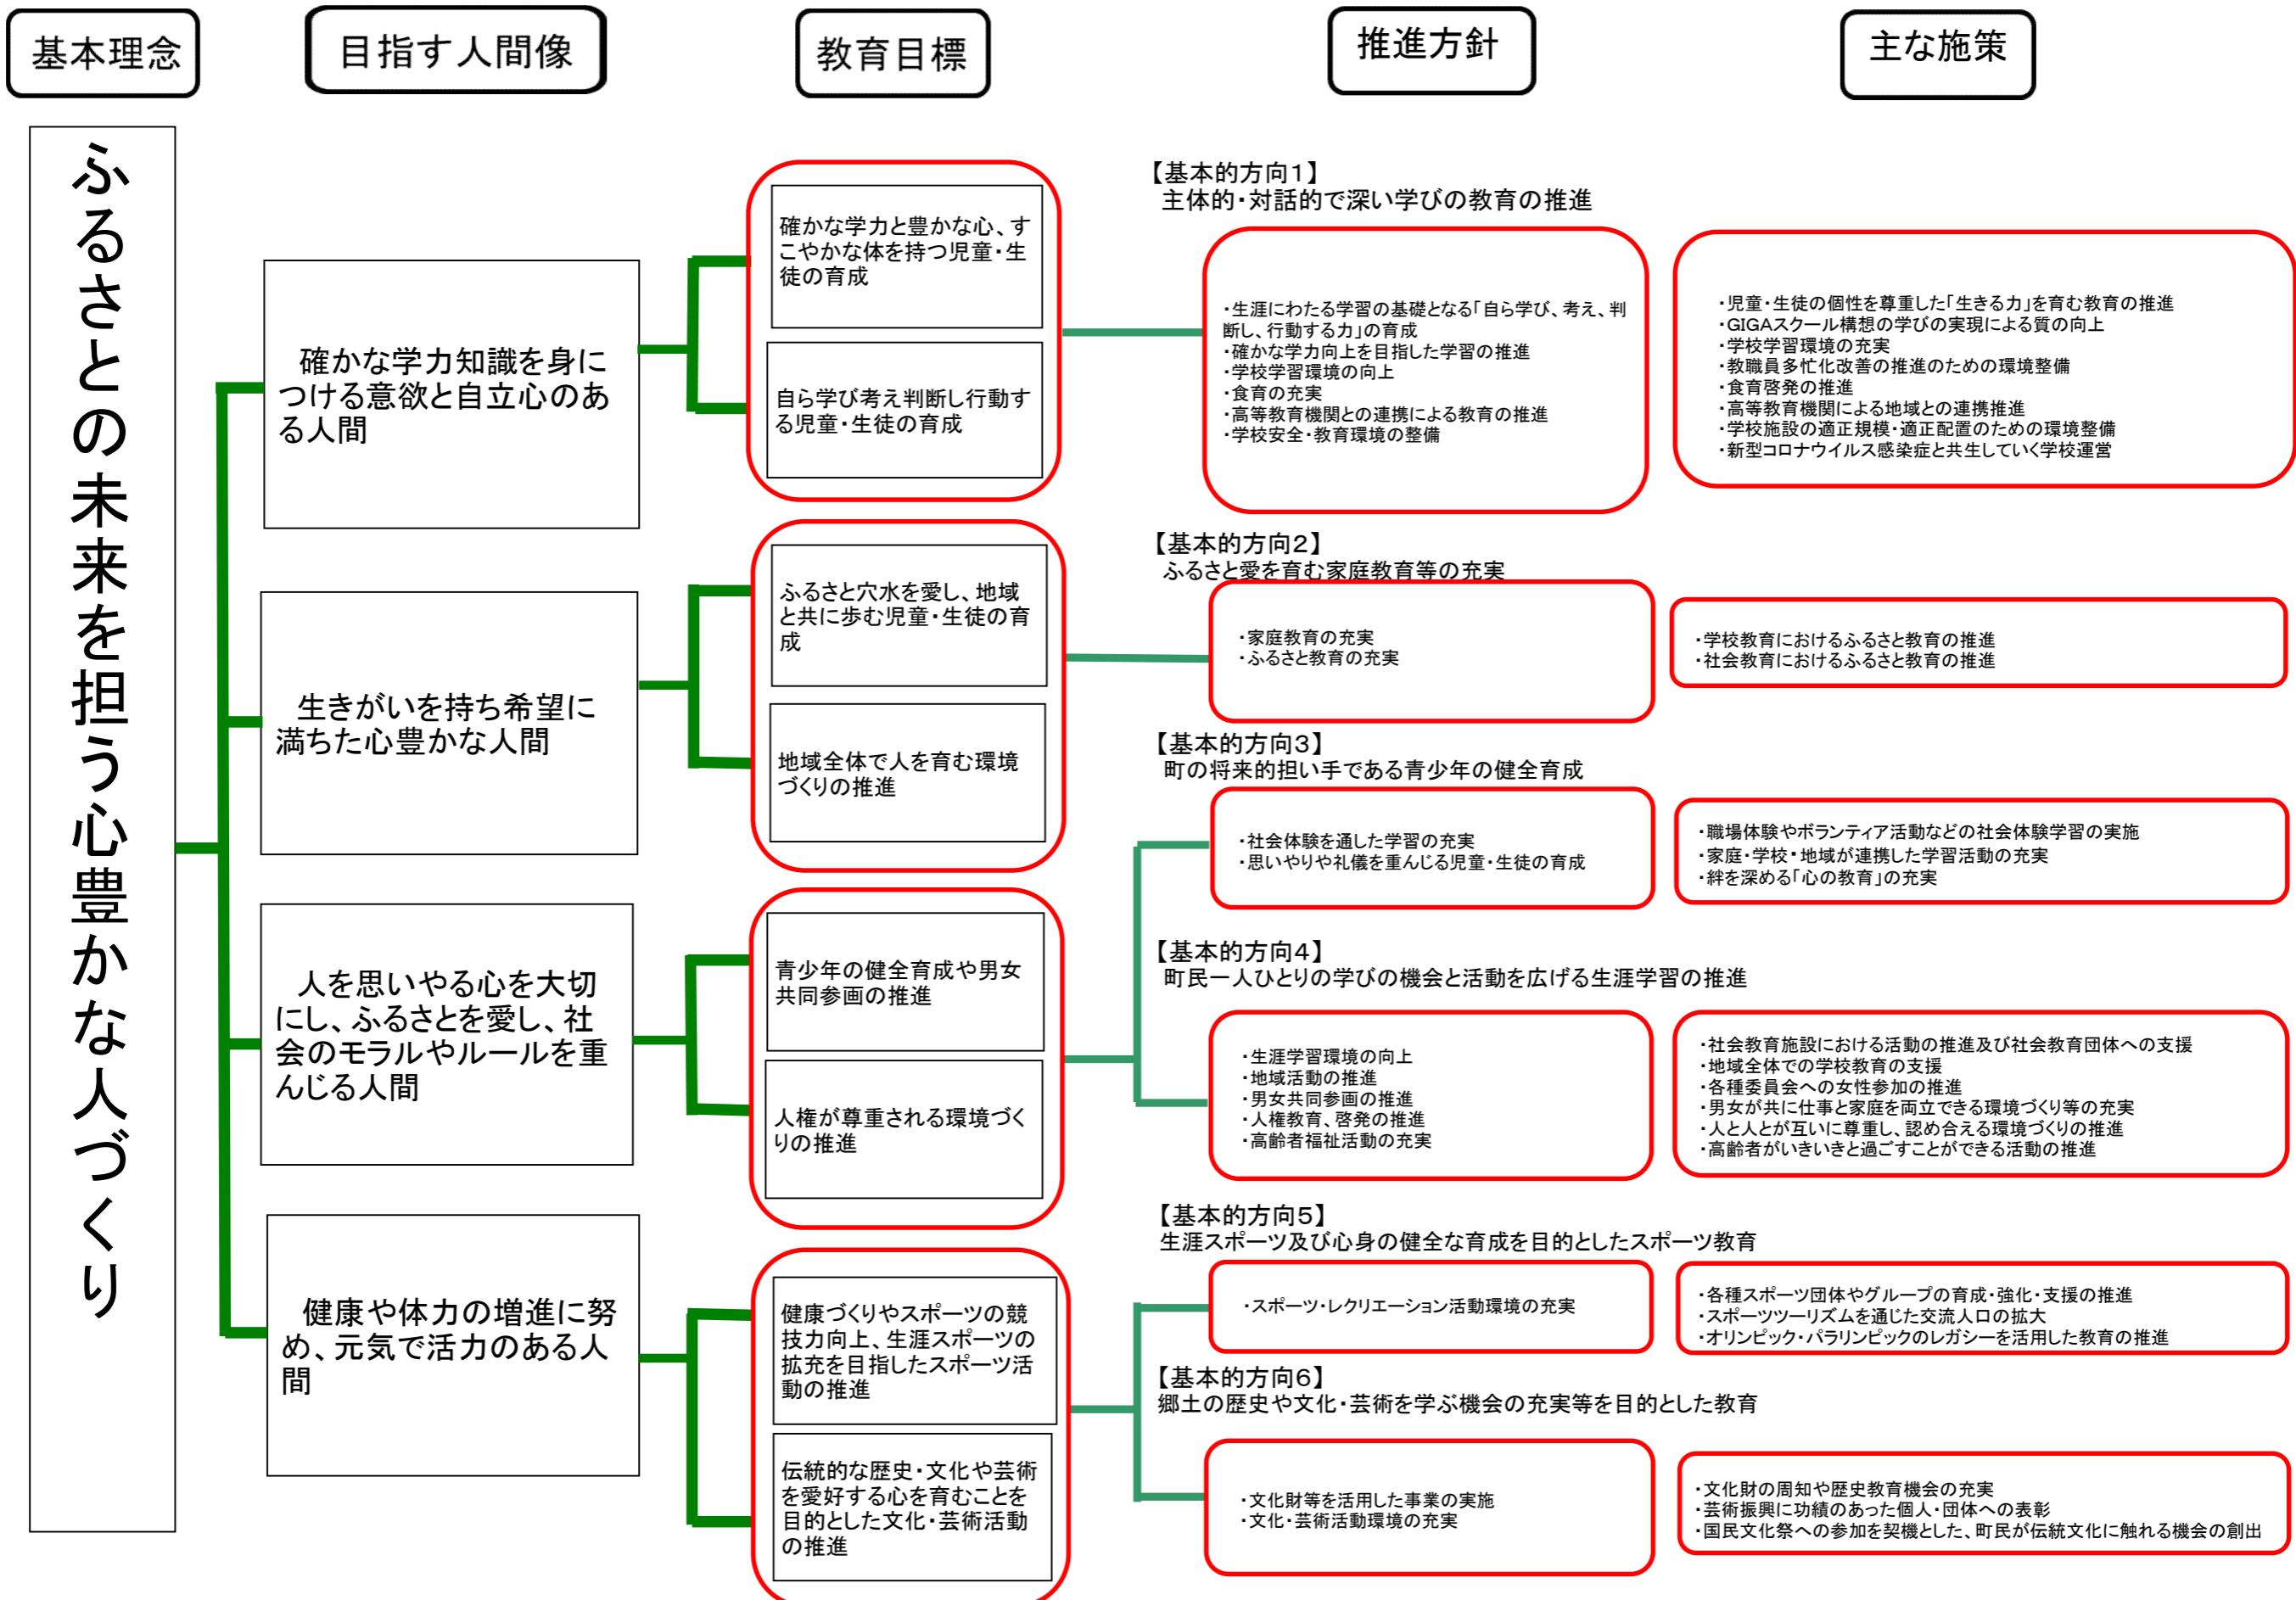 基本理念
目指す人間像
教育目標
推進方針
主な施策
ふるさとの未来を担う心豊かな人づくり
確かな学力知識を身に
つける意欲と自立心のあ
る人間
生きがいを持ち希望に
満ちた心豊かな人間
人を思いやる心を大切
にし、ふるさとを愛し、社
会のモラルやルールを重
んじる人間
健康や体力の増進に努
め、元気で活力のある人
間
確かな学力と豊かな心、す
こやかな体を持つ児童・生
徒の育成
自ら学び考え判断し行動す
る児童・生徒の育成
ふるさと穴水を愛し、地域
と共に歩む児童・生徒の育
成
地域全体で人を育む環境
づくりの推進
青少年の健全育成や男女
共同参画の推進
人権が尊重される環境づく
りの推進
健康づくりやスポーツの競
技力向上、生涯スポーツの
拡充を目指したスポーツ活
動の推進
伝統的な歴史・文化や芸術
を愛好する心を育むことを
目的とした文化・芸術活動
の推進
【基本的方向1】
主体的・対話的で深い学びの教育の推進
・生涯にわたる学習の基礎となる「自ら学び、考え、判
断し、行動する力」の育成
・確かな学力向上を目指した学習の推進
・学校学習環境の向上
・食育の充実
・高等教育機関との連携による教育の推進
・学校安全・教育環境の整備
・児童・生徒の個性を尊重した「生きる力」を育む教育の推進
・GIGAスクール構想の学びの実現による質の向上
・学校学習環境の充実
・教職員多忙化改善の推進のための環境整備
・食育啓発の推進
・高等教育機関による地域との連携推進
・学校施設の適正規模・適正配置のための環境整備
・新型コロナウイルス感染症と共生していく学校運営
【基本的方向2】
ふるさと愛を育む家庭教育等の充実
・家庭教育の充実
・ふるさと教育の充実
・学校教育におけるふるさと教育の推進
・社会教育におけるふるさと教育の推進
【基本的方向3】
町の将来的担い手である青少年の健全育成
・社会体験を通した学習の充実
・思いやりや礼儀を重んじる児童・生徒の育成
・職場体験やボランティア活動などの社会体験学習の実施
・家庭・学校・地域が連携した学習活動の充実
・絆を深める「心の教育」の充実
【基本的方向4】
町民一人ひとりの学びの機会と活動を広げる生涯学習の推進
・生涯学習環境の向上
・地域活動の推進
・男女共同参画の推進
・人権教育、啓発の推進
・高齢者福祉活動の充実
・社会教育施設における活動の推進及び社会教育団体への支援
・地域全体での学校教育の支援
・各種委員会への女性参加の推進
・男女が共に仕事と家庭を両立できる環境づくり等の充実
・人と人とが互いに尊重し、認め合える環境づくりの推進
・高齢者がいきいきと過ごすことができる活動の推進
【基本的方向5】
生涯スポーツ及び心身の健全な育成を目的としたスポーツ教育
・スポーツ・レクリエーション活動環境の充実
・各種スポーツ団体やグループの育成・強化・支援の推進
・スポーツツーリズムを通じた交流人口の拡大
・オリンピック・パラリンピックのレガシーを活用した教育の推進
【基本的方向6】
郷土の歴史や文化・芸術を学ぶ機会の充実等を目的とした教育
・文化財等を活用した事業の実施
・文化・芸術活動環境の充実
・文化財の周知や歴史教育機会の充実
・芸術振興に功績のあった個人・団体への表彰
・国民文化祭への参加を契機とした、町民が伝統文化に触れる機会の創出